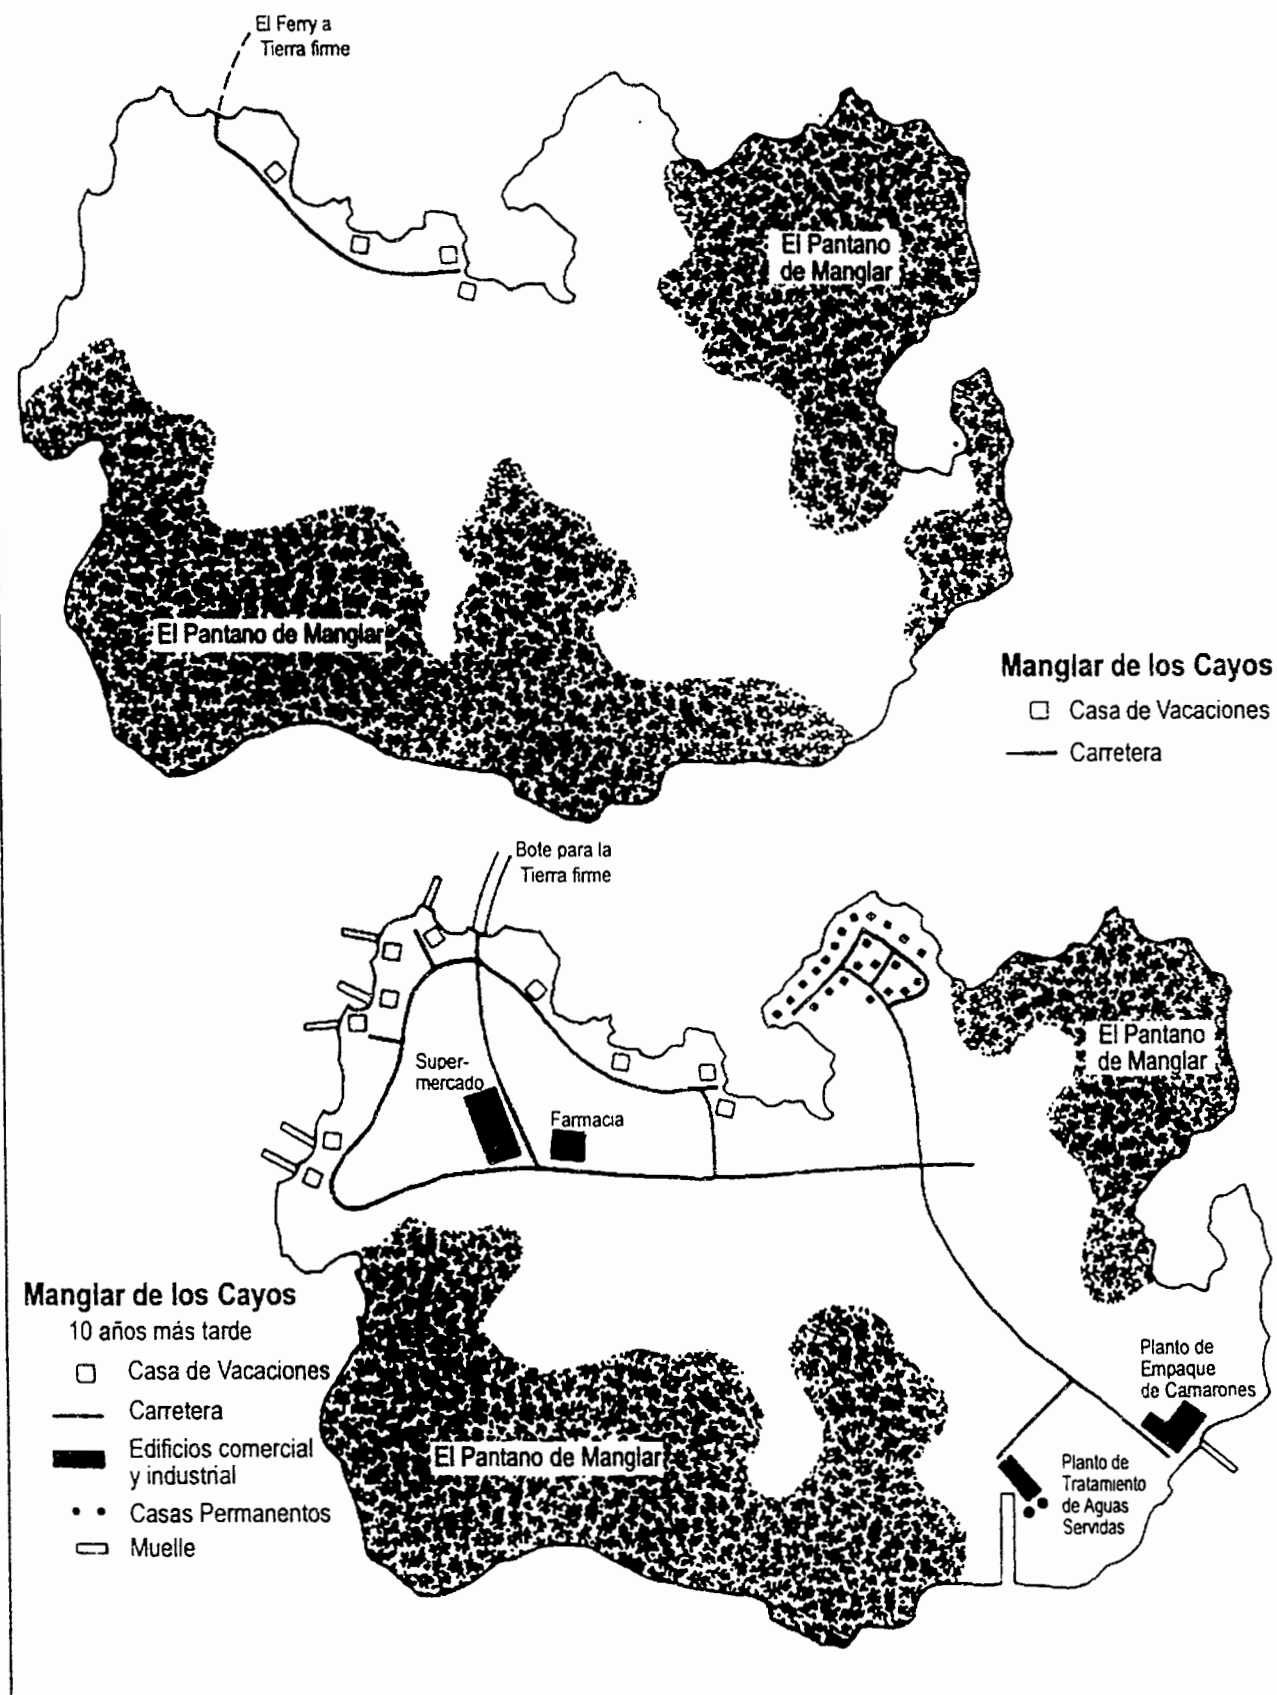 El Ferry a
Tierra firme
El Pantano
de Manglar
El Pantano de Manglar
Manglar de los Cayos
Casa de Vacaciones
Carretera
Bote para la
Tierra firme
El Pantano
de Manglar
Super-
mercado
Farmacia
Manglar de los Cayos
10 años más tarde
Casa de Vacaciones
Carretera
Edificios comercial
y industrial
Casas Permanentos
Muelle
El Pantano de Manglar
Planto de
Empaque
de Camarones
Planto de
Tratamiento
de Aguas
Servidas